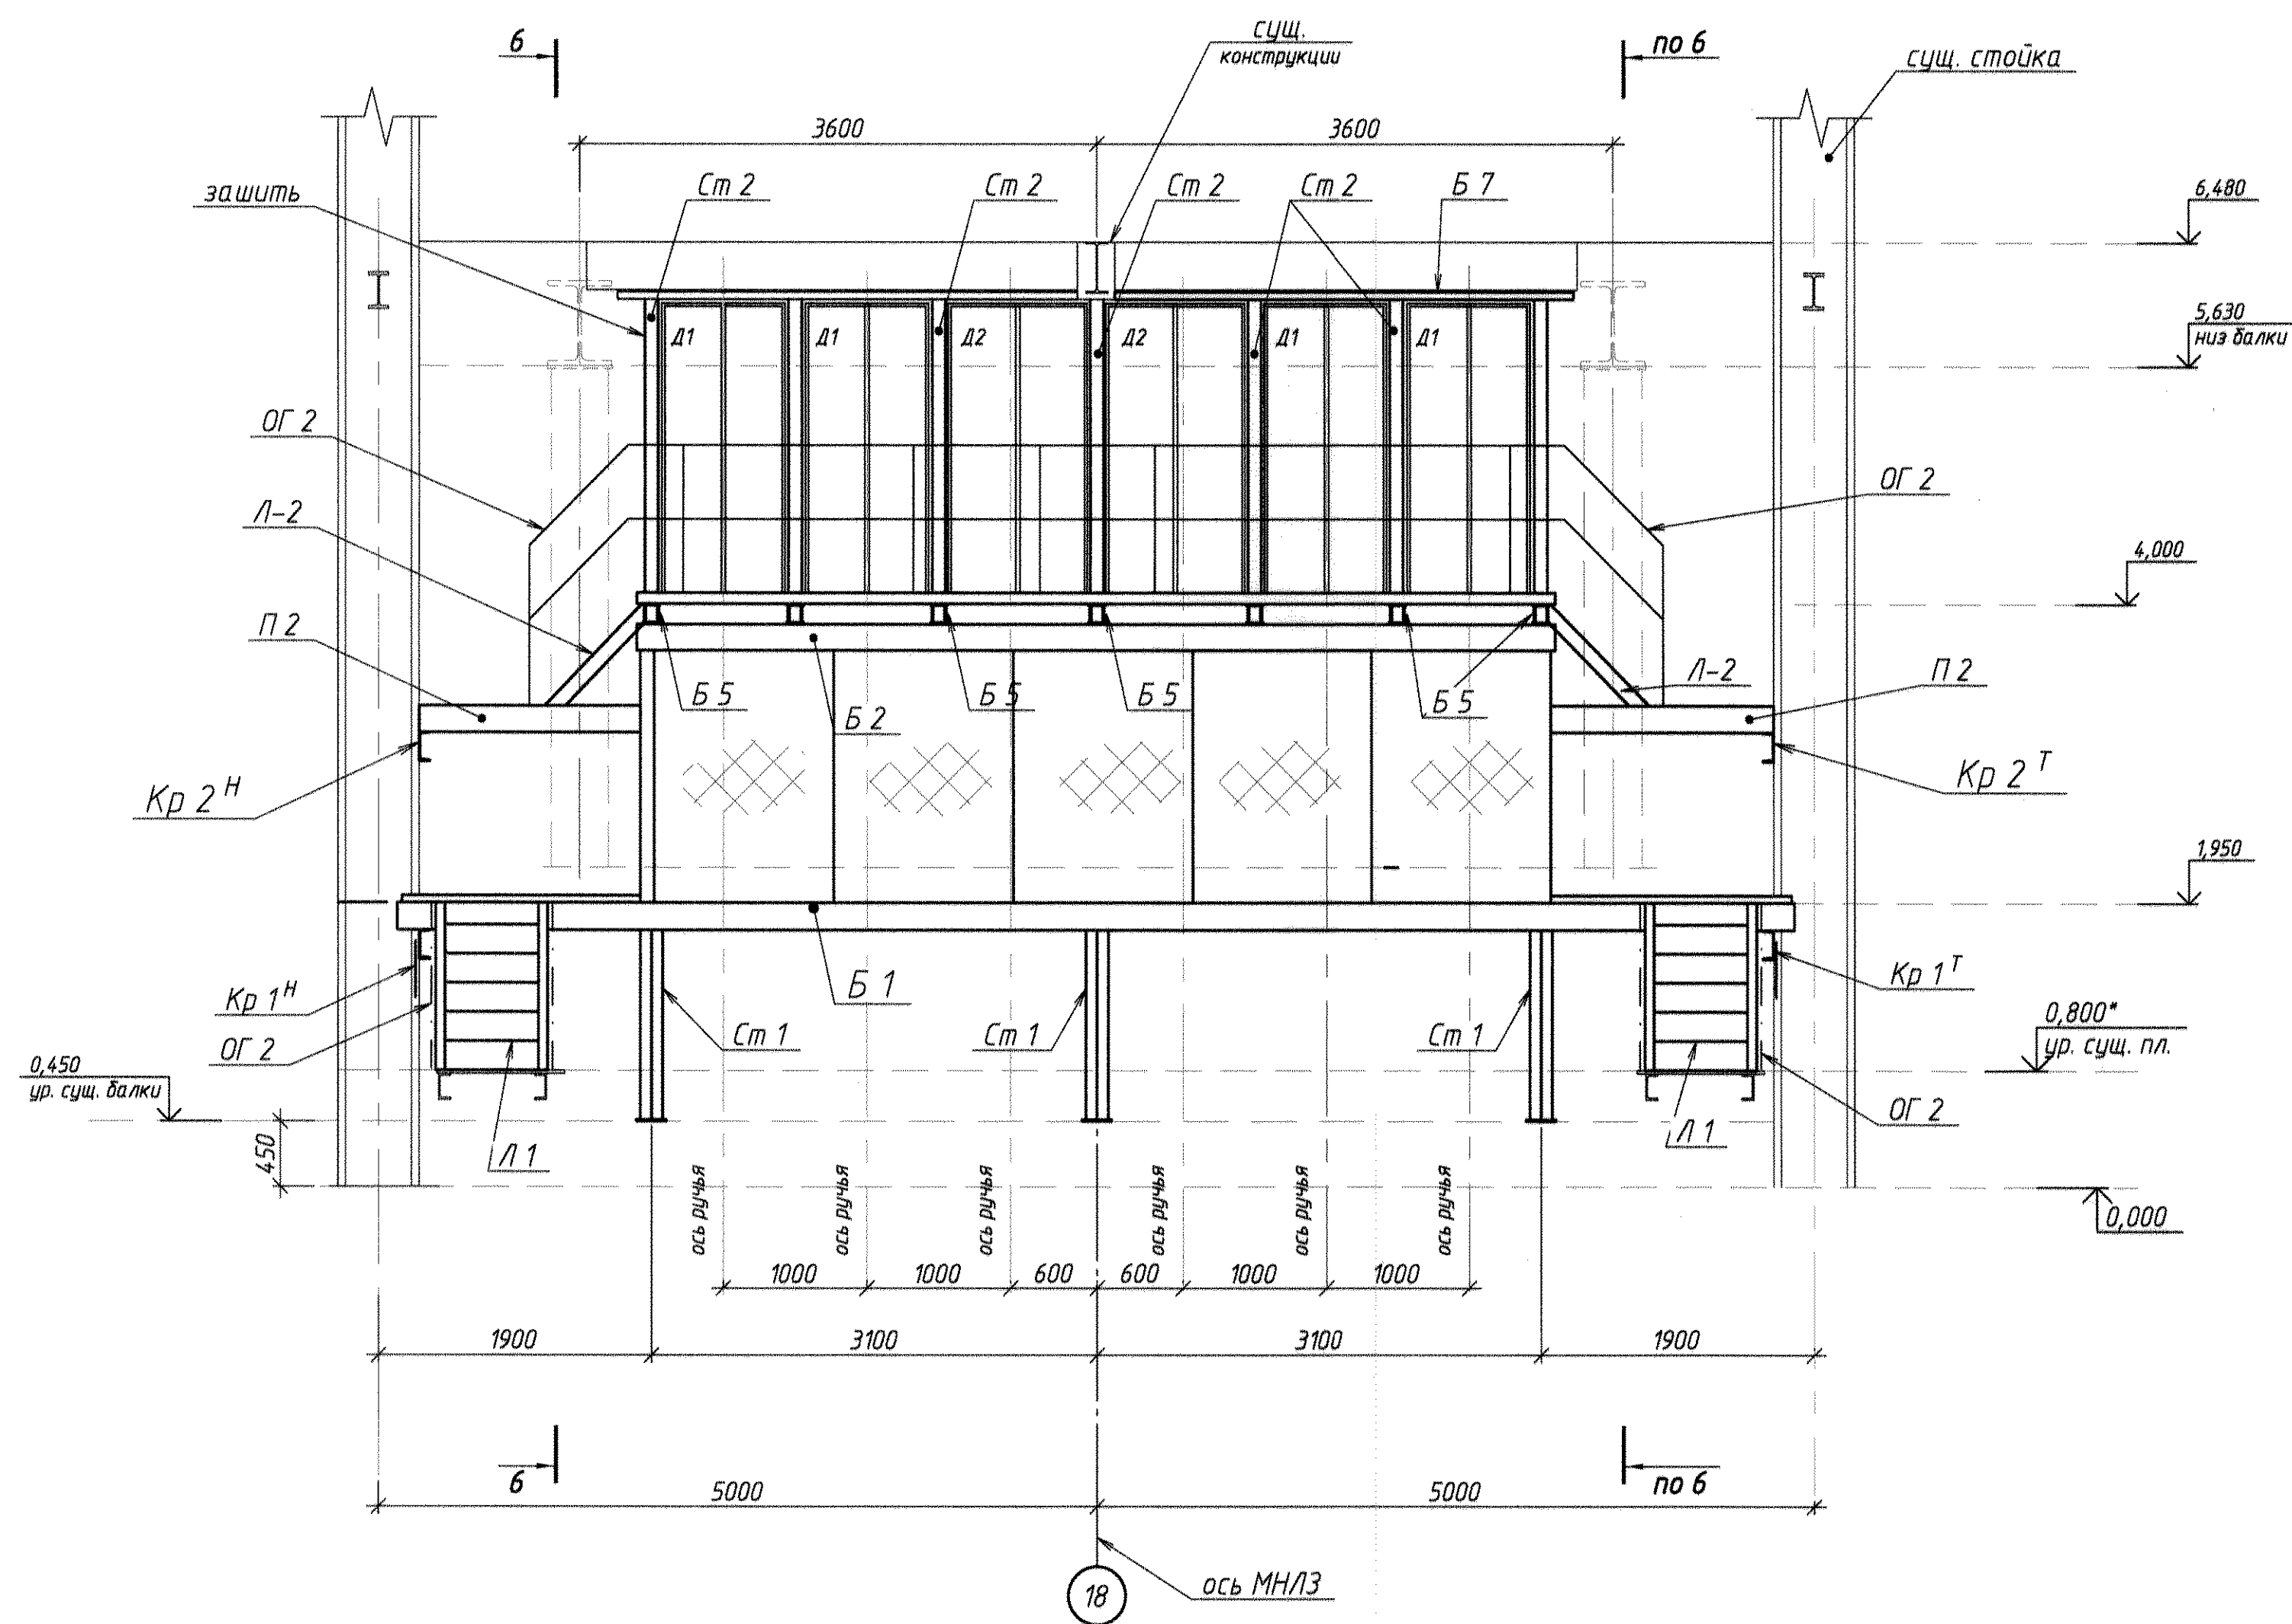 6
сущ.
конструкции
по 6
сущ. стойка
3600
3600
зашить
Ст 2
Ст 2
Ст 2
Ст 2
Б 7
6,480
5,630
низ балки
Д1
Д1
Д2
Д2
Д1
Д1
ОГ 2
ОГ 2
Л-2
4,000
П 2
Б 5
Б 2
Б 5
Б 5
Б 5
Л-2
П 2
Кр 2 Н
Кр 2 Т
1,950
Кр 1 Н
Б 1
Кр 1 Т
ОГ 2
Ст 1
Ст 1
Ст 1
0,800*
ур. сущ. пл.
0,450
ур. сущ. балки
ОГ 2
450
Л 1
Л 1
ось ручья
ось ручья
ось ручья
ось ручья
ось ручья
ось ручья
0,000
1000
1000
600
600
1000
1000
1900
3100
3100
1900
6
по 6
5000
5000
18
ось МНЛЗ